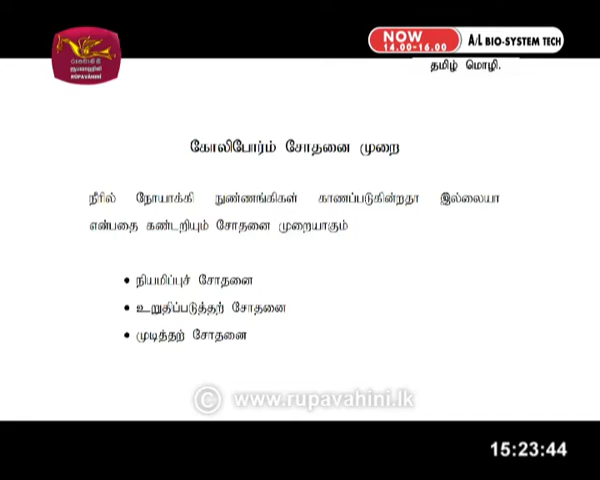 NOW
14.00-16.00
A/L BIO-SYSTEM TECH
RUPAVAHINI
தமிழ் மொழி.
கோலிபோர்ம் சோதனை முறை
நீரில் நோயாக்கி நுண்ணங்கிகள் காணப்படுகின்றதா இல்லையா
என்பதை கண்டறியும் சோதனை முறையாகும்
• நியமிப்புச் சோதனை
• உறுதிப்படுத்தற் சோதனை
• முடித்தற் சோதனை
© www.rupavahini.lk
15:23:44